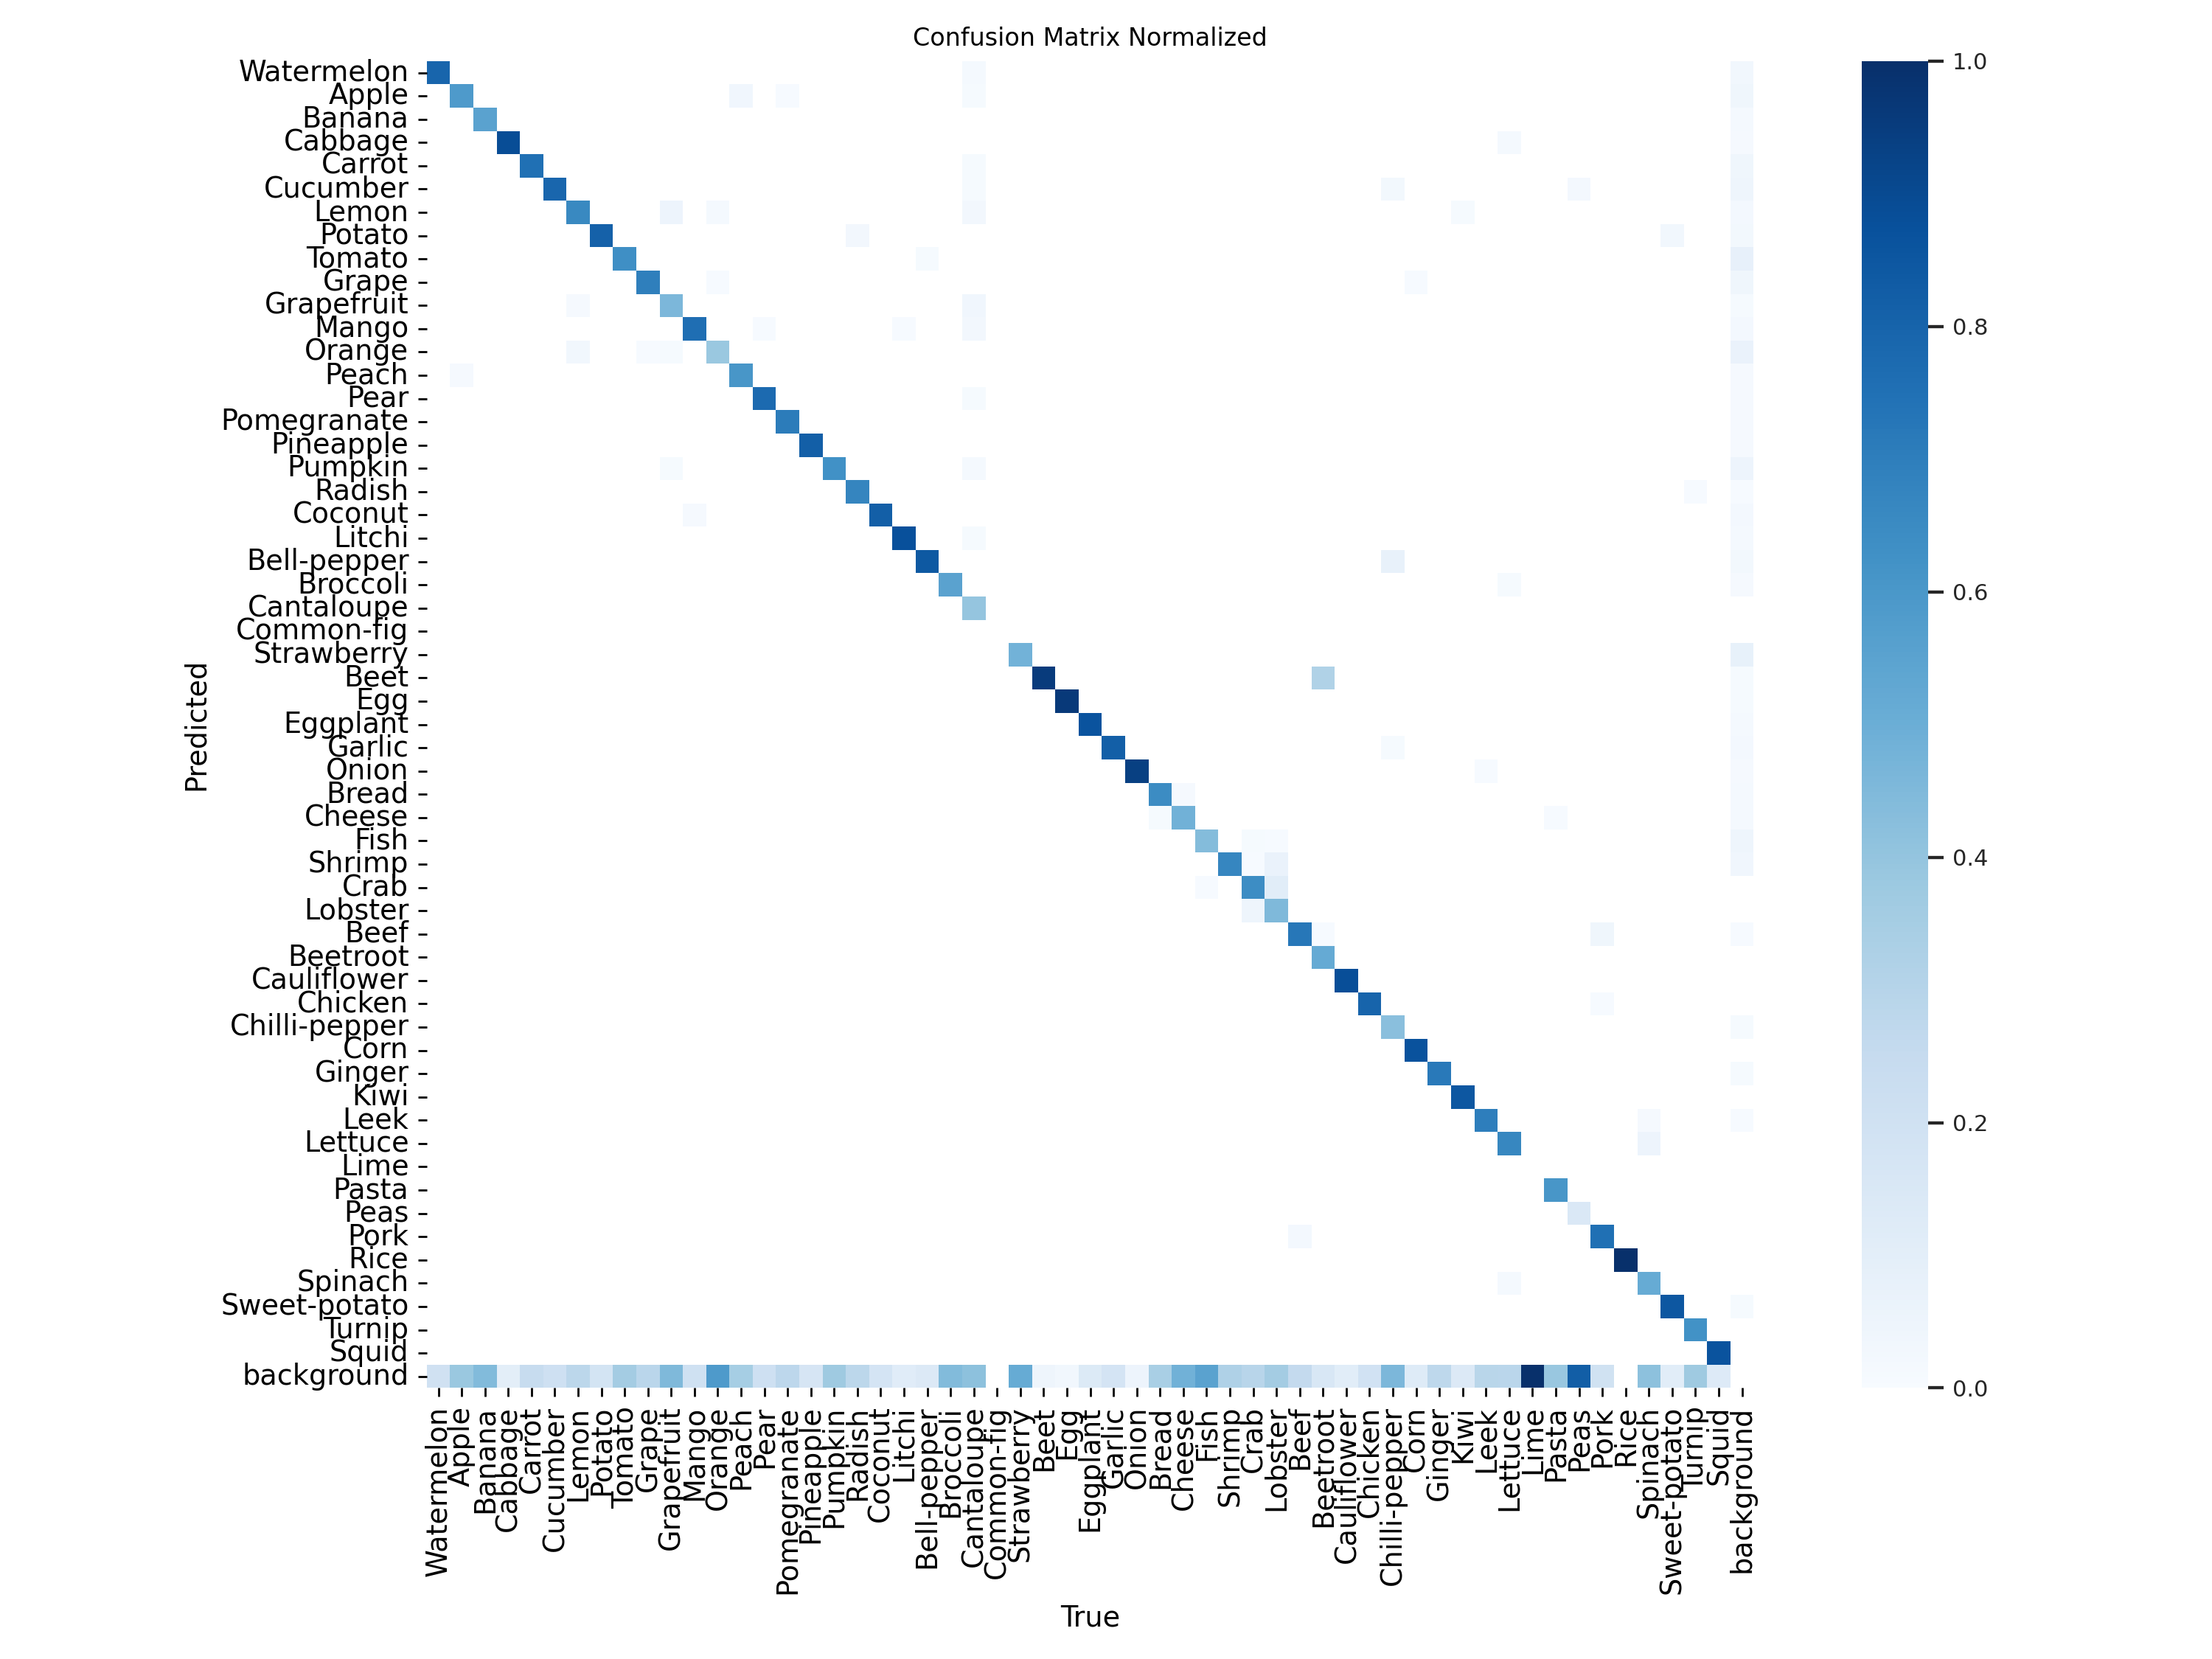 Confusion Matrix Normalized
Watermelon
Apple
Banana
Cabbage
Carrot
Cucumber
Lemon
Potato
Tomato
Grape
Grapefruit
Mango
Orange
Peach
Pear
Pomegranate
Pineapple
Pumpkin
Radish
Coconut
Litchi
Bell-pepper
Broccoli
Cantaloupe
Common-fig
Strawberry
Beet
Egg
Eggplant
Garlic
Onion
Bread
Cheese
Fish
Shrimp
Crab
Lobster
Beef
Beetroot
Cauliflower
Chicken
Chilli-pepper
Corn
Ginger
Kiwi
Leek
Lettuce
Lime
Pasta
Peas
Pork
Rice
Spinach
Sweet-potato
Turnip
Squid
background
Predicted
Watermelon
Apple
Banana
Cabbage
Carrot
Cucumber
Lemon
Potato
Tomato
Grape
Grapefruit
Mango
Orange
Peach
Pear
Pomegranate
Pineapple
Pumpkin
Radish
Coconut
Litchi
Bell-pepper
Broccoli
Cantaloupe
Common-fig
Strawberry
Beet
Egg
Eggplant
Garlic
Onion
Bread
Cheese
Fish
Shrimp
Crab
Lobster
Beef
Beetroot
Cauliflower
Chicken
Chilli-pepper
Corn
Ginger
Kiwi
Leek
Lettuce
Lime
Pasta
Peas
Pork
Rice
Spinach
Sweet-potato
Turnip
Squid
background
True
1.0
0.8
0.6
0.4
0.2
0.0